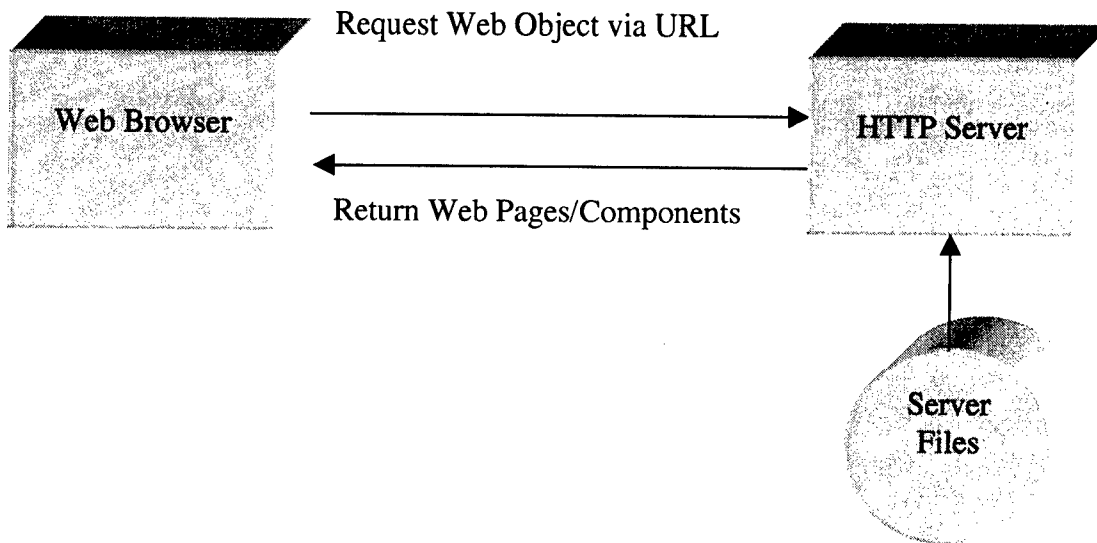 Request Web Object via URL
Web Browser
HTTP Server
Return Web Pages/Components
Server
Files